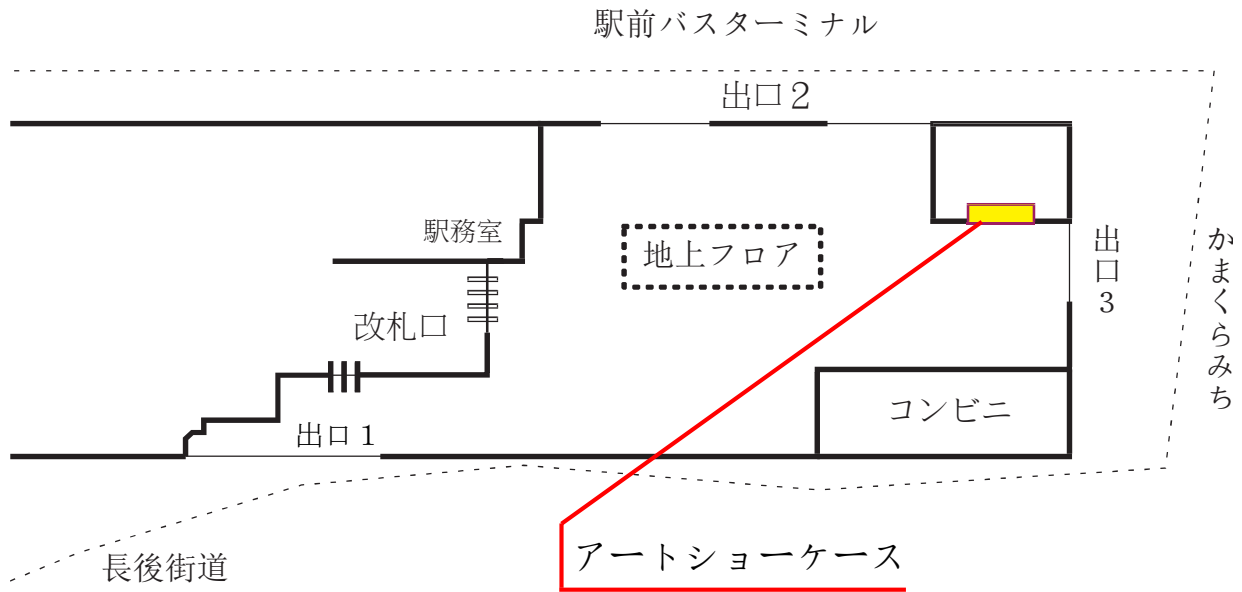 駅前バスターミナル
出口２
駅務室
地上フロア
出口３
かまくらみち
改札口
コンビニ
出口１
アートショーケース
長後街道